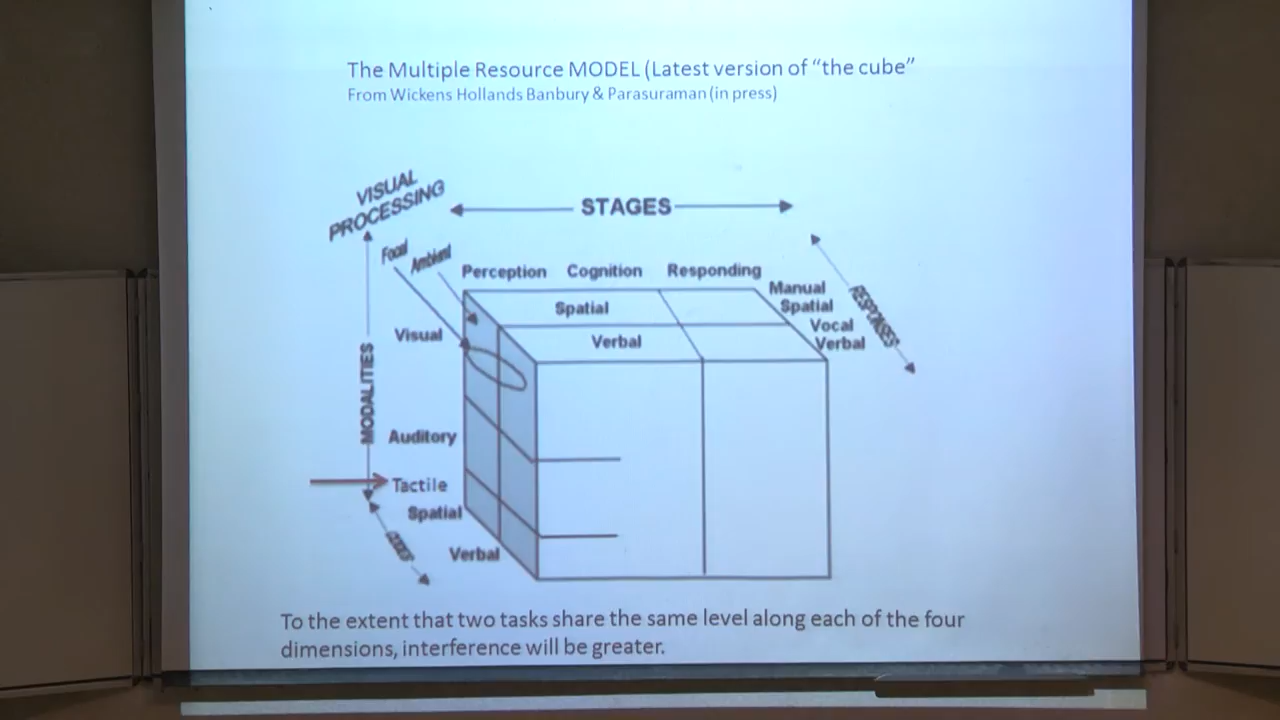 The Multiple Resource MODEL (Latest version of “the cube”
From Wickens Hollands Banbury & Parasuraman (in press)
VISUAL
PROCESSING
STAGES
Focal
Ambient
Perception Cognition Responding
Manual
Spatial
Vocal
Verbal
RESPONSES
Spatial
Verbal
Visual
MODALITIES
Auditory
Tactile
Spatial
Verbal
CODES
To the extent that two tasks share the same level along each of the four
dimensions, interference will be greater.